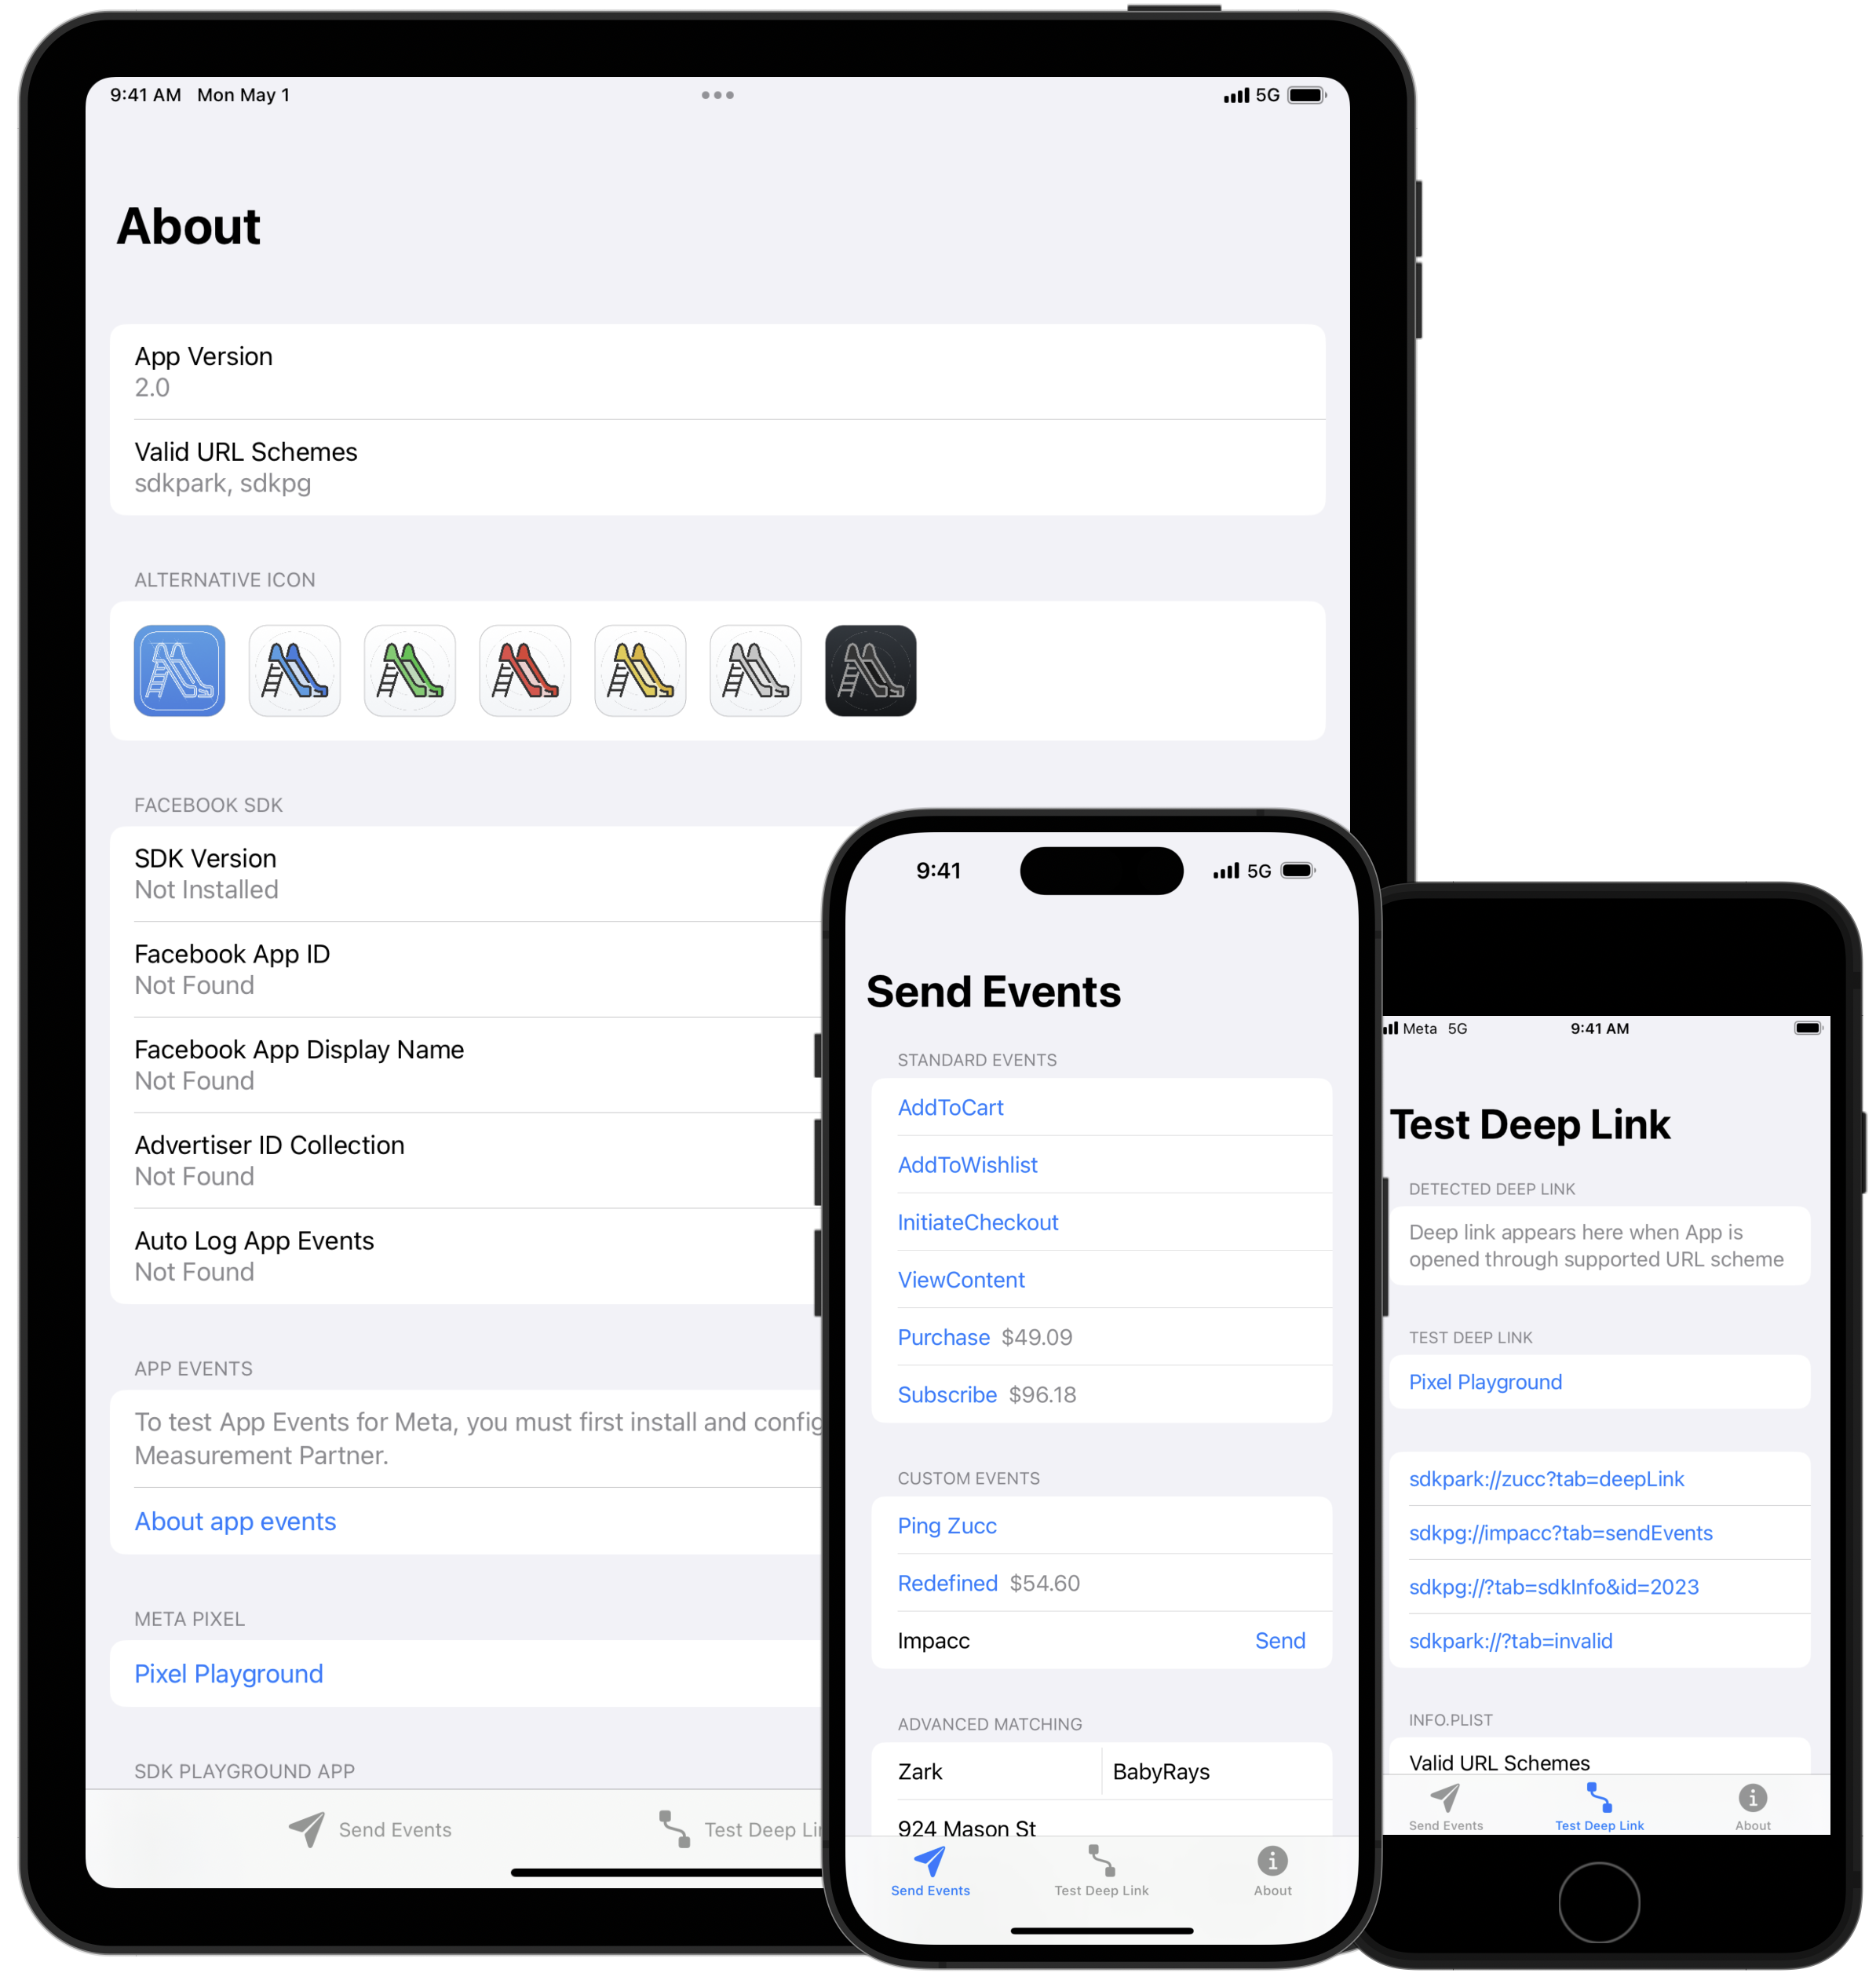 9:41 AM Mon May 1
5G
About
App Version
2.0
Valid URL Schemes
sdkpark, sdkpg
ALTERNATIVE ICON
FACEBOOK SDK
SDK Version
Not Installed
Facebook App ID
Not Found
Facebook App Display Name
Not Found
Advertiser ID Collection
Not Found
Auto Log App Events
Not Found
APP EVENTS
To test App Events for Meta, you must first install and config
Measurement Partner.
About app events
META PIXEL
Pixel Playground
SDK PLAYGROUND APP
Send Events
Test Deep Li
9:41
5G
Send Events
STANDARD EVENTS
AddToCart
AddToWishlist
InitiateCheckout
ViewContent
Purchase $49.09
Subscribe $96.18
CUSTOM EVENTS
Ping Zucc
Redefined $54.60
Impacc Send
ADVANCED MATCHING
Zark BabyRays
924 Mason St
Send Events Test Deep Link About
Meta 5G 9:41 AM
Test Deep Link
DETECTED DEEP LINK
Deep link appears here when App is
opened through supported URL scheme
TEST DEEP LINK
Pixel Playground
sdkpark://zucc?tab=deepLink
sdkpg://impacc?tab=sendEvents
sdkpg://?tab=sdkInfo&id=2023
sdkpark://?tab=invalid
INFO.PLIST
Valid URL Schemes
Send Events Test Deep Link About